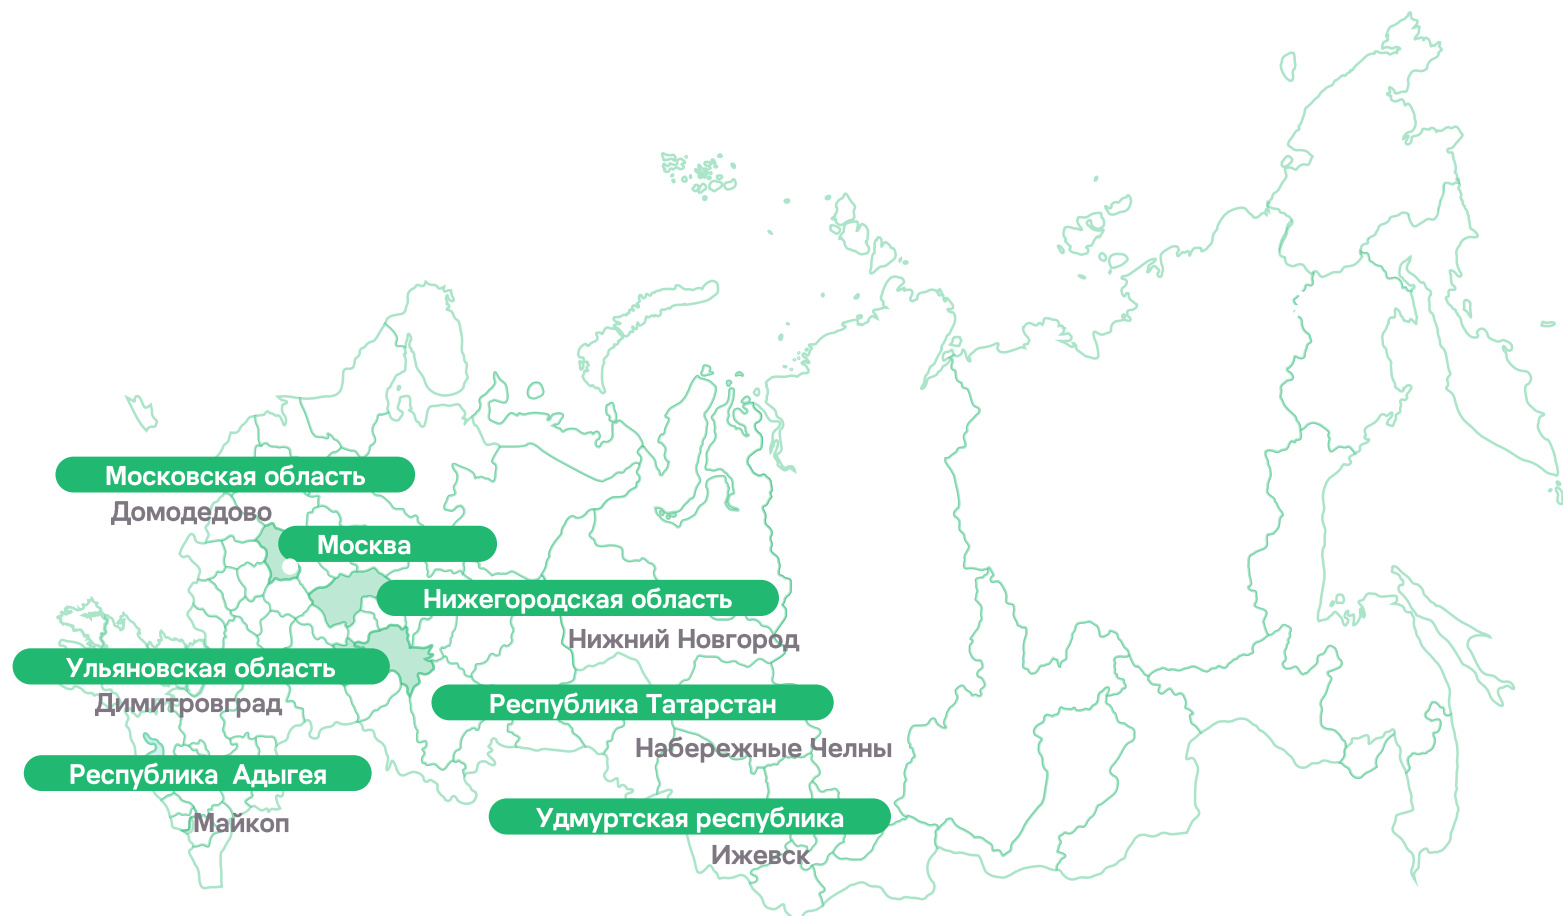 Московская область
Домодедово
Москва
Нижегородская область
Нижний Новгород
Ульяновская область
Димитровград
Республика Татарстан
Набережные Челны
Республика Адыгея
Майкоп
Удмуртская республика
Ижевск